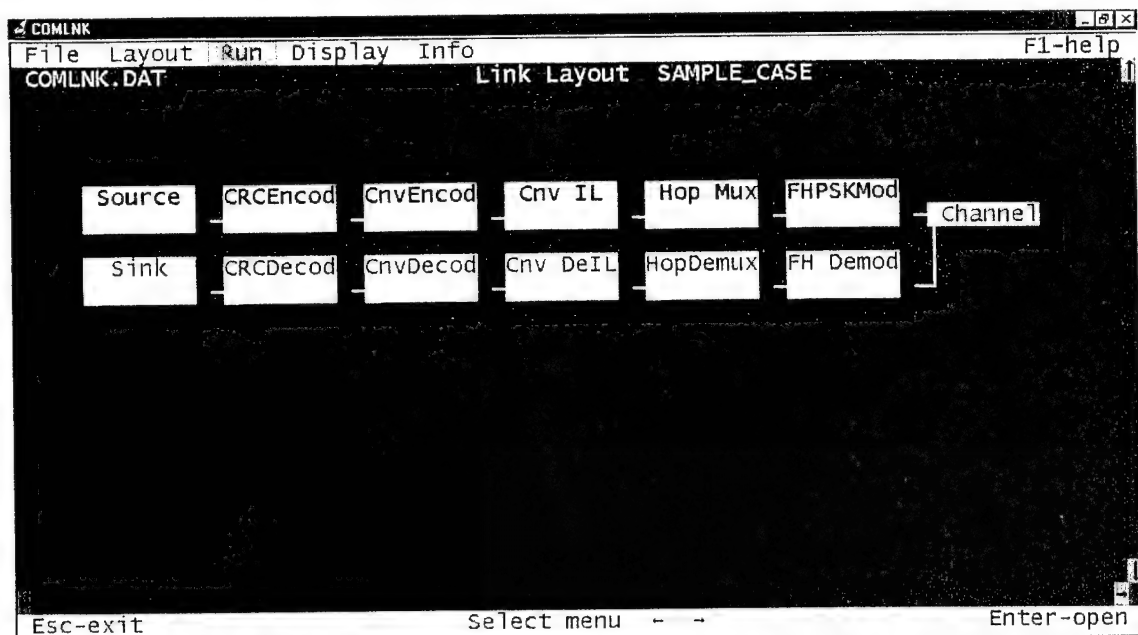 COMLNK
File Layout Run Display Info F1-help
COMLNK.DAT Link Layout SAMPLE_CASE
Source CRCEncod CnvEncod Cnv IL Hop Mux FHPSKMod
Channel
Sink CRCDecod CnvDecod Cnv DeIL HopDemux FH Demod
Esc-exit Select menu ← → Enter-open